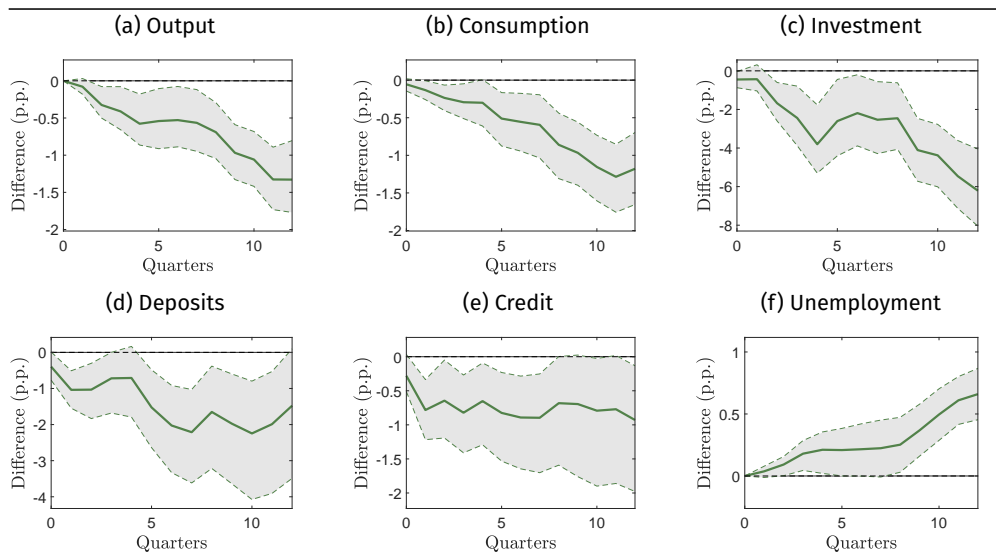 (a) Output
(b) Consumption
(c) Investment
Difference (p.p.)
0
-0.5
-1
-1.5
-2
0
5
10
Quarters
Difference (p.p.)
0
-0.5
-1
-1.5
-2
0
5
10
Quarters
Difference (p.p.)
0
-2
-4
-6
-8
0
5
10
Quarters
(d) Deposits
(e) Credit
(f) Unemployment
Difference (p.p.)
0
-1
-2
-3
-4
0
5
10
Quarters
Difference (p.p.)
0
-0.5
-1
-1.5
-2
0
5
10
Quarters
Difference (p.p.)
1
0.5
0
0
5
10
Quarters